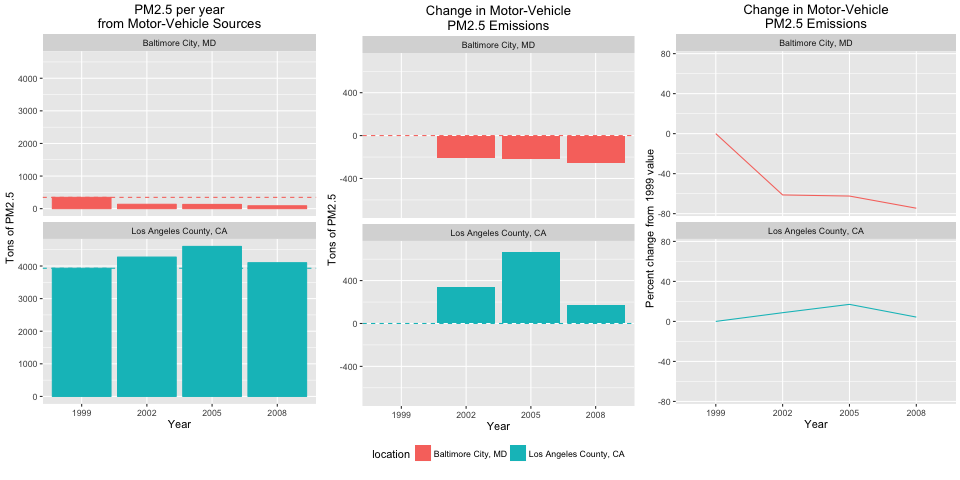 PM2.5 per year
from Motor-Vehicle Sources
Baltimore City, MD
4000
3000
2000
1000
0
Los Angeles County, CA
4000
3000
2000
1000
0
Tons of PM2.5
1999
2002
2005
2008
Year
Change in Motor-Vehicle
PM2.5 Emissions
Baltimore City, MD
400
0
-400
Los Angeles County, CA
400
0
-400
Tons of PM2.5
1999
2002
2005
2008
Year
Change in Motor-Vehicle
PM2.5 Emissions
Baltimore City, MD
80
40
0
-40
-80
Los Angeles County, CA
80
40
0
-40
-80
Percent change from 1999 value
1999
2002
2005
2008
Year
location Baltimore City, MD Los Angeles County, CA